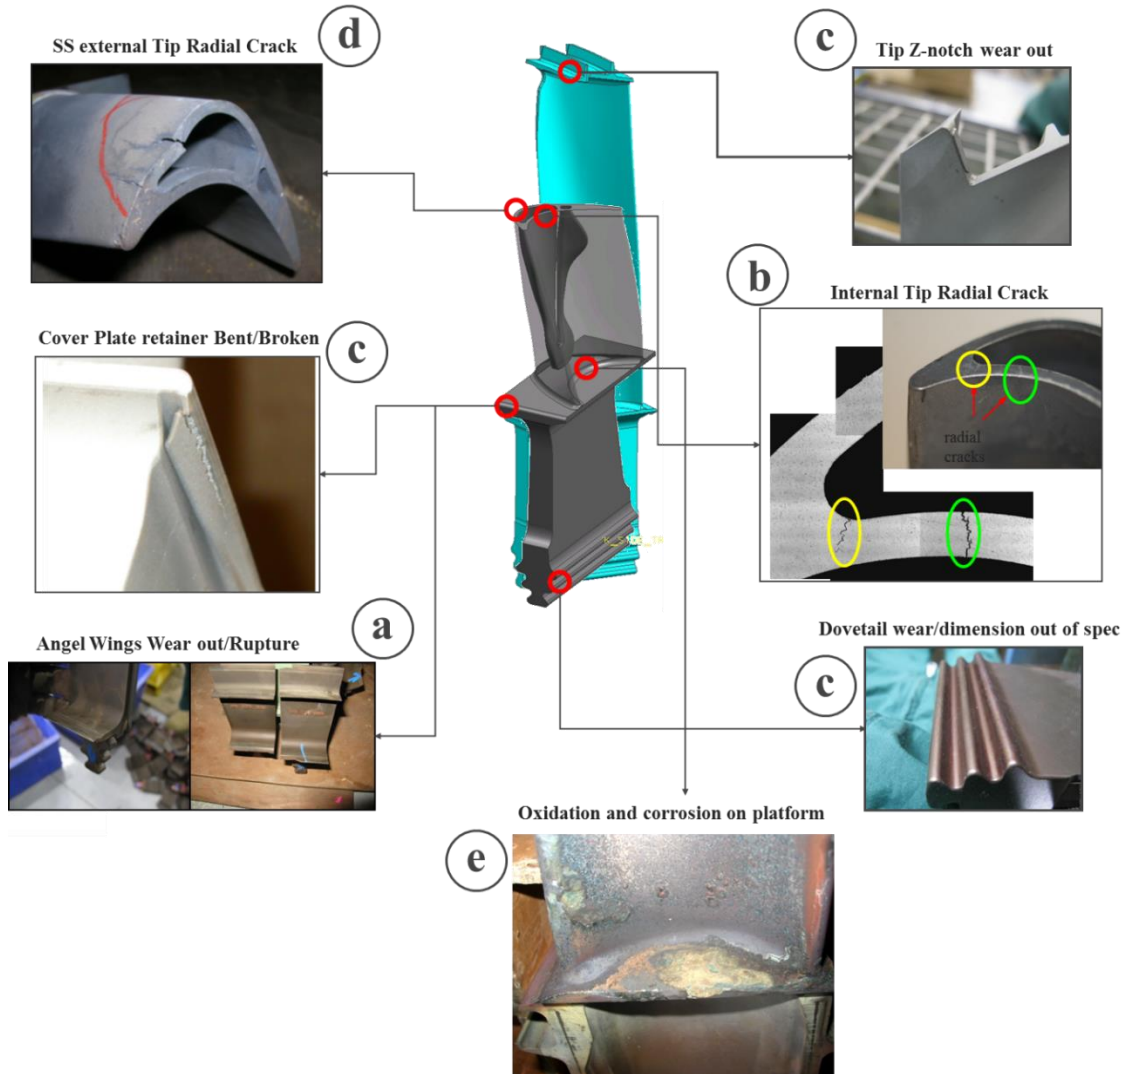 d
SS external Tip Radial Crack
c
Tip Z-notch wear out
b
Internal Tip Radial Crack
radial
cracks
Cover Plate retainer Bent/Broken
c
a
Angel Wings Wear out/Rupture
Dovetail wear/dimension out of spec
c
Oxidation and corrosion on platform
e